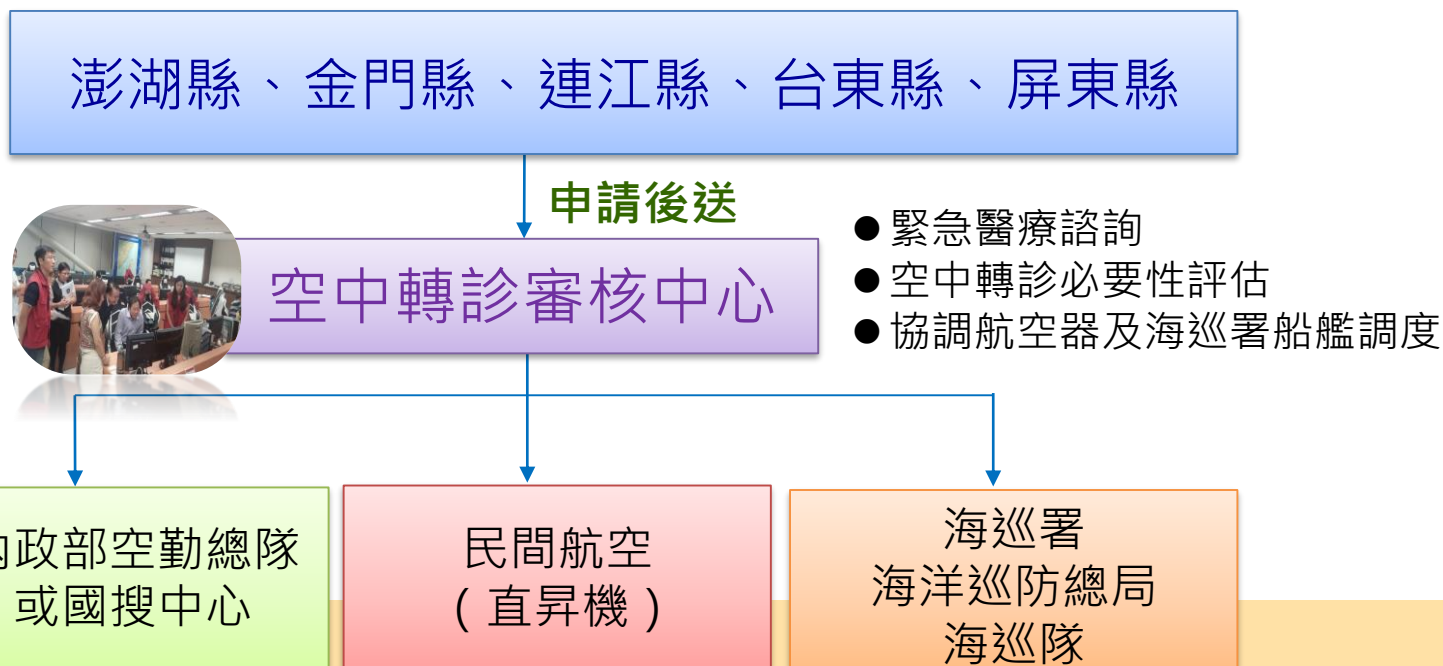 澎湖縣、金門縣、連江縣、台東縣、屏東縣
申請後送
空中轉診審核中心
●緊急醫療諮詢
●空中轉診必要性評估
●協調航空器及海巡署船艦調度
內政部空勤總隊
或國搜中心
民間航空
(直昇機)
海巡署
海洋巡防總局
海巡隊